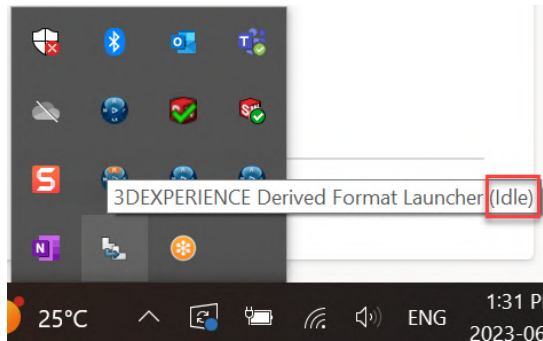 3DEXPERIENCE Derived Format Launcher (Idle)
25°C
ENG
1:31 P
2023-06